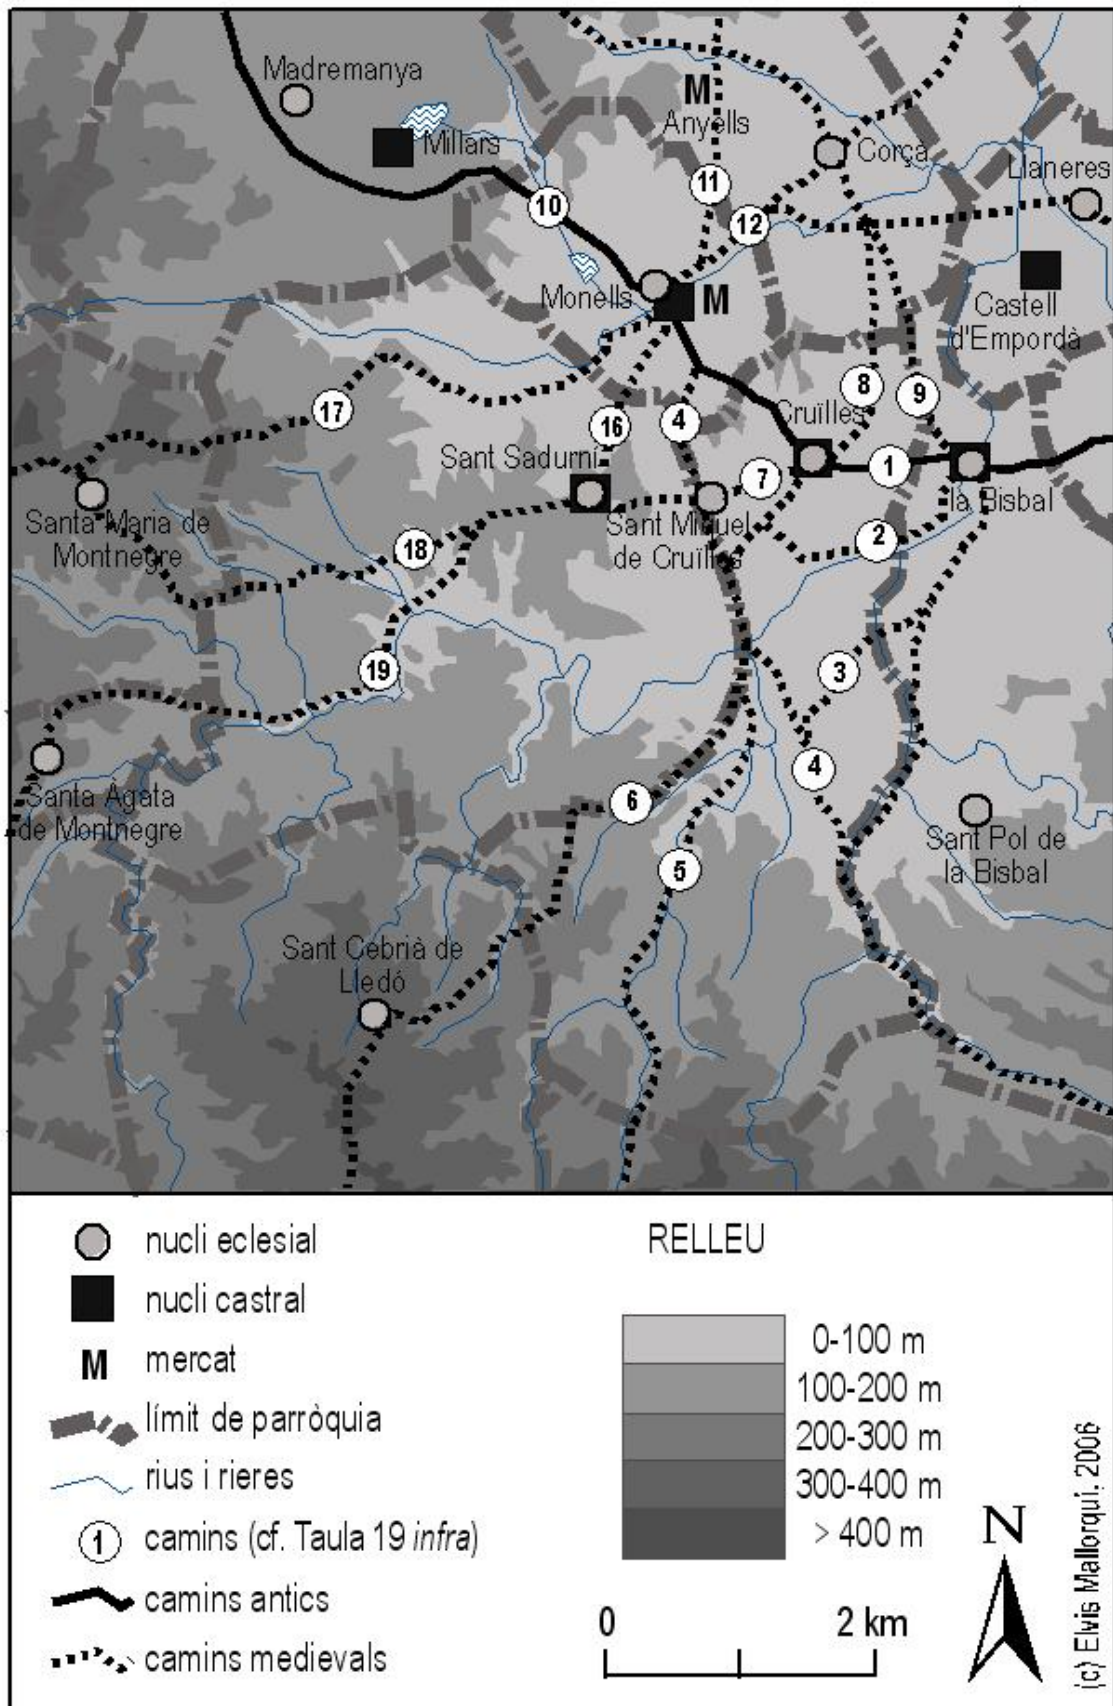 Madremanya
Millars
M
Anyells
Corçà
Llaneres
11
10
12
Monells
M
Castell
d'Empordà
8
9
17
16
4
Cruïlles
Sant Sadurní
7
1
la Bisbal
Santa Maria de
Montnegre
Sant Miquel
de Cruïlles
18
2
19
3
4
Santa Àgata
de Montnegre
6
Sant Pol de
la Bisbal
5
Sant Cebrià de
Lledó
nucli eclesial
nucli castral
M mercat
límit de parròquia
rius i rieres
1 camins (cf. Taula 19 infra)
camins antics
camins medievals
RELLEU
0-100 m
100-200 m
200-300 m
300-400 m
> 400 m
0 2 km
N
(c) Elvis Mallorquí, 2006